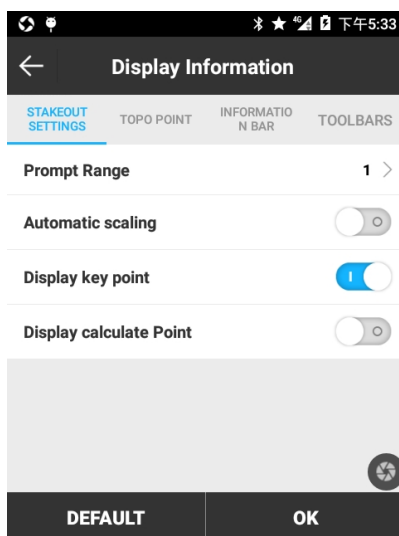 4G 下午5:33
Display Information
STAKEOUT SETTINGS
TOPO POINT
INFORMATIO
N BAR
TOOLBARS
Prompt Range 1
Automatic scaling
Display key point
Display calculate Point
DEFAULT OK